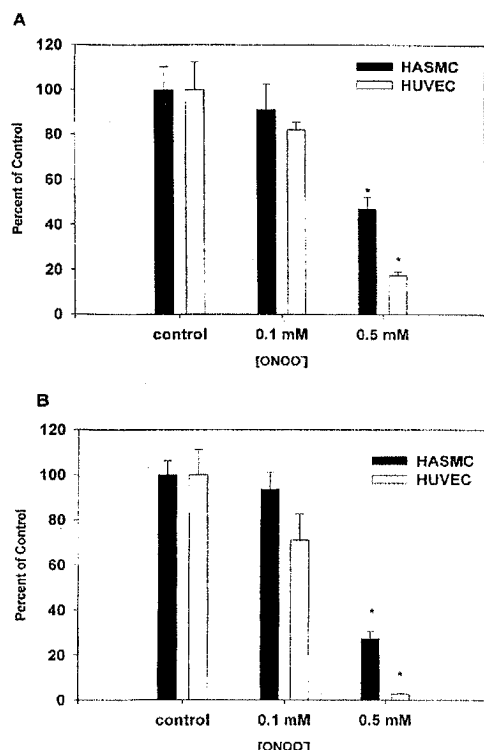 A
120
100
80
60
40
20
0
Percent of Control
HASMC
HUVEC
*
*
control 0.1 mM 0.5 mM
[ONOO-]
B
120
100
80
60
40
20
0
Percent of Control
HASMC
HUVEC
*
*
control 0.1 mM 0.5 mM
[ONOO-]